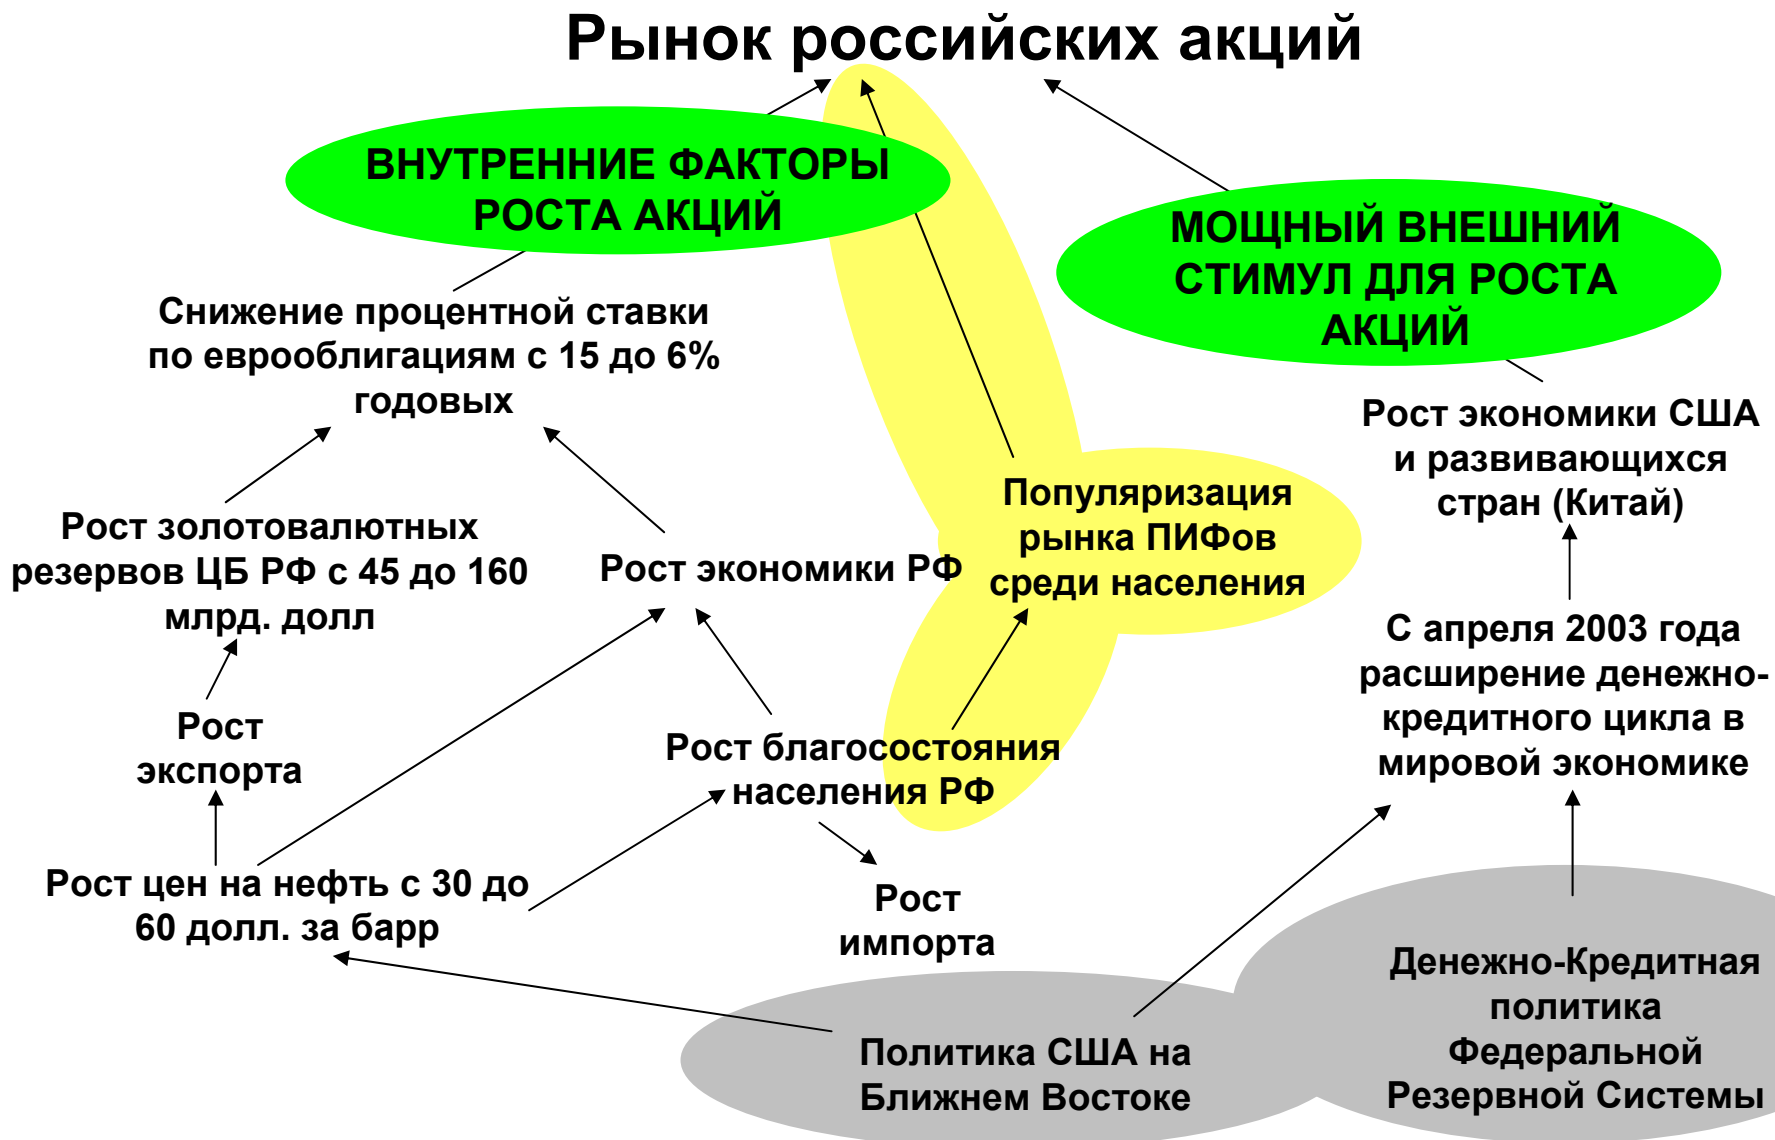 Рынок российских акций
ВНУТРЕННИЕ ФАКТОРЫ
РОСТА АКЦИЙ
МОЩНЫЙ ВНЕШНИЙ
СТИМУЛ ДЛЯ РОСТА
АКЦИЙ
Снижение процентной ставки
по еврооблигациям с 15 до 6%
годовых
Рост экономики США
и развивающихся
стран (Китай)
Рост золотовалютных
резервов ЦБ РФ с 45 до 160
млрд. долл
Рост экономики РФ
Популяризация
рынка ПИФов
среди населения
С апреля 2003 года
расширение денежно-
кредитного цикла в
мировой экономике
Рост
экспорта
Рост благосостояния
населения РФ
Рост цен на нефть с 30 до
60 долл. за барр
Рост
импорта
Политика США на
Ближнем Востоке
Денежно-Кредитная
политика
Федеральной
Резервной Системы